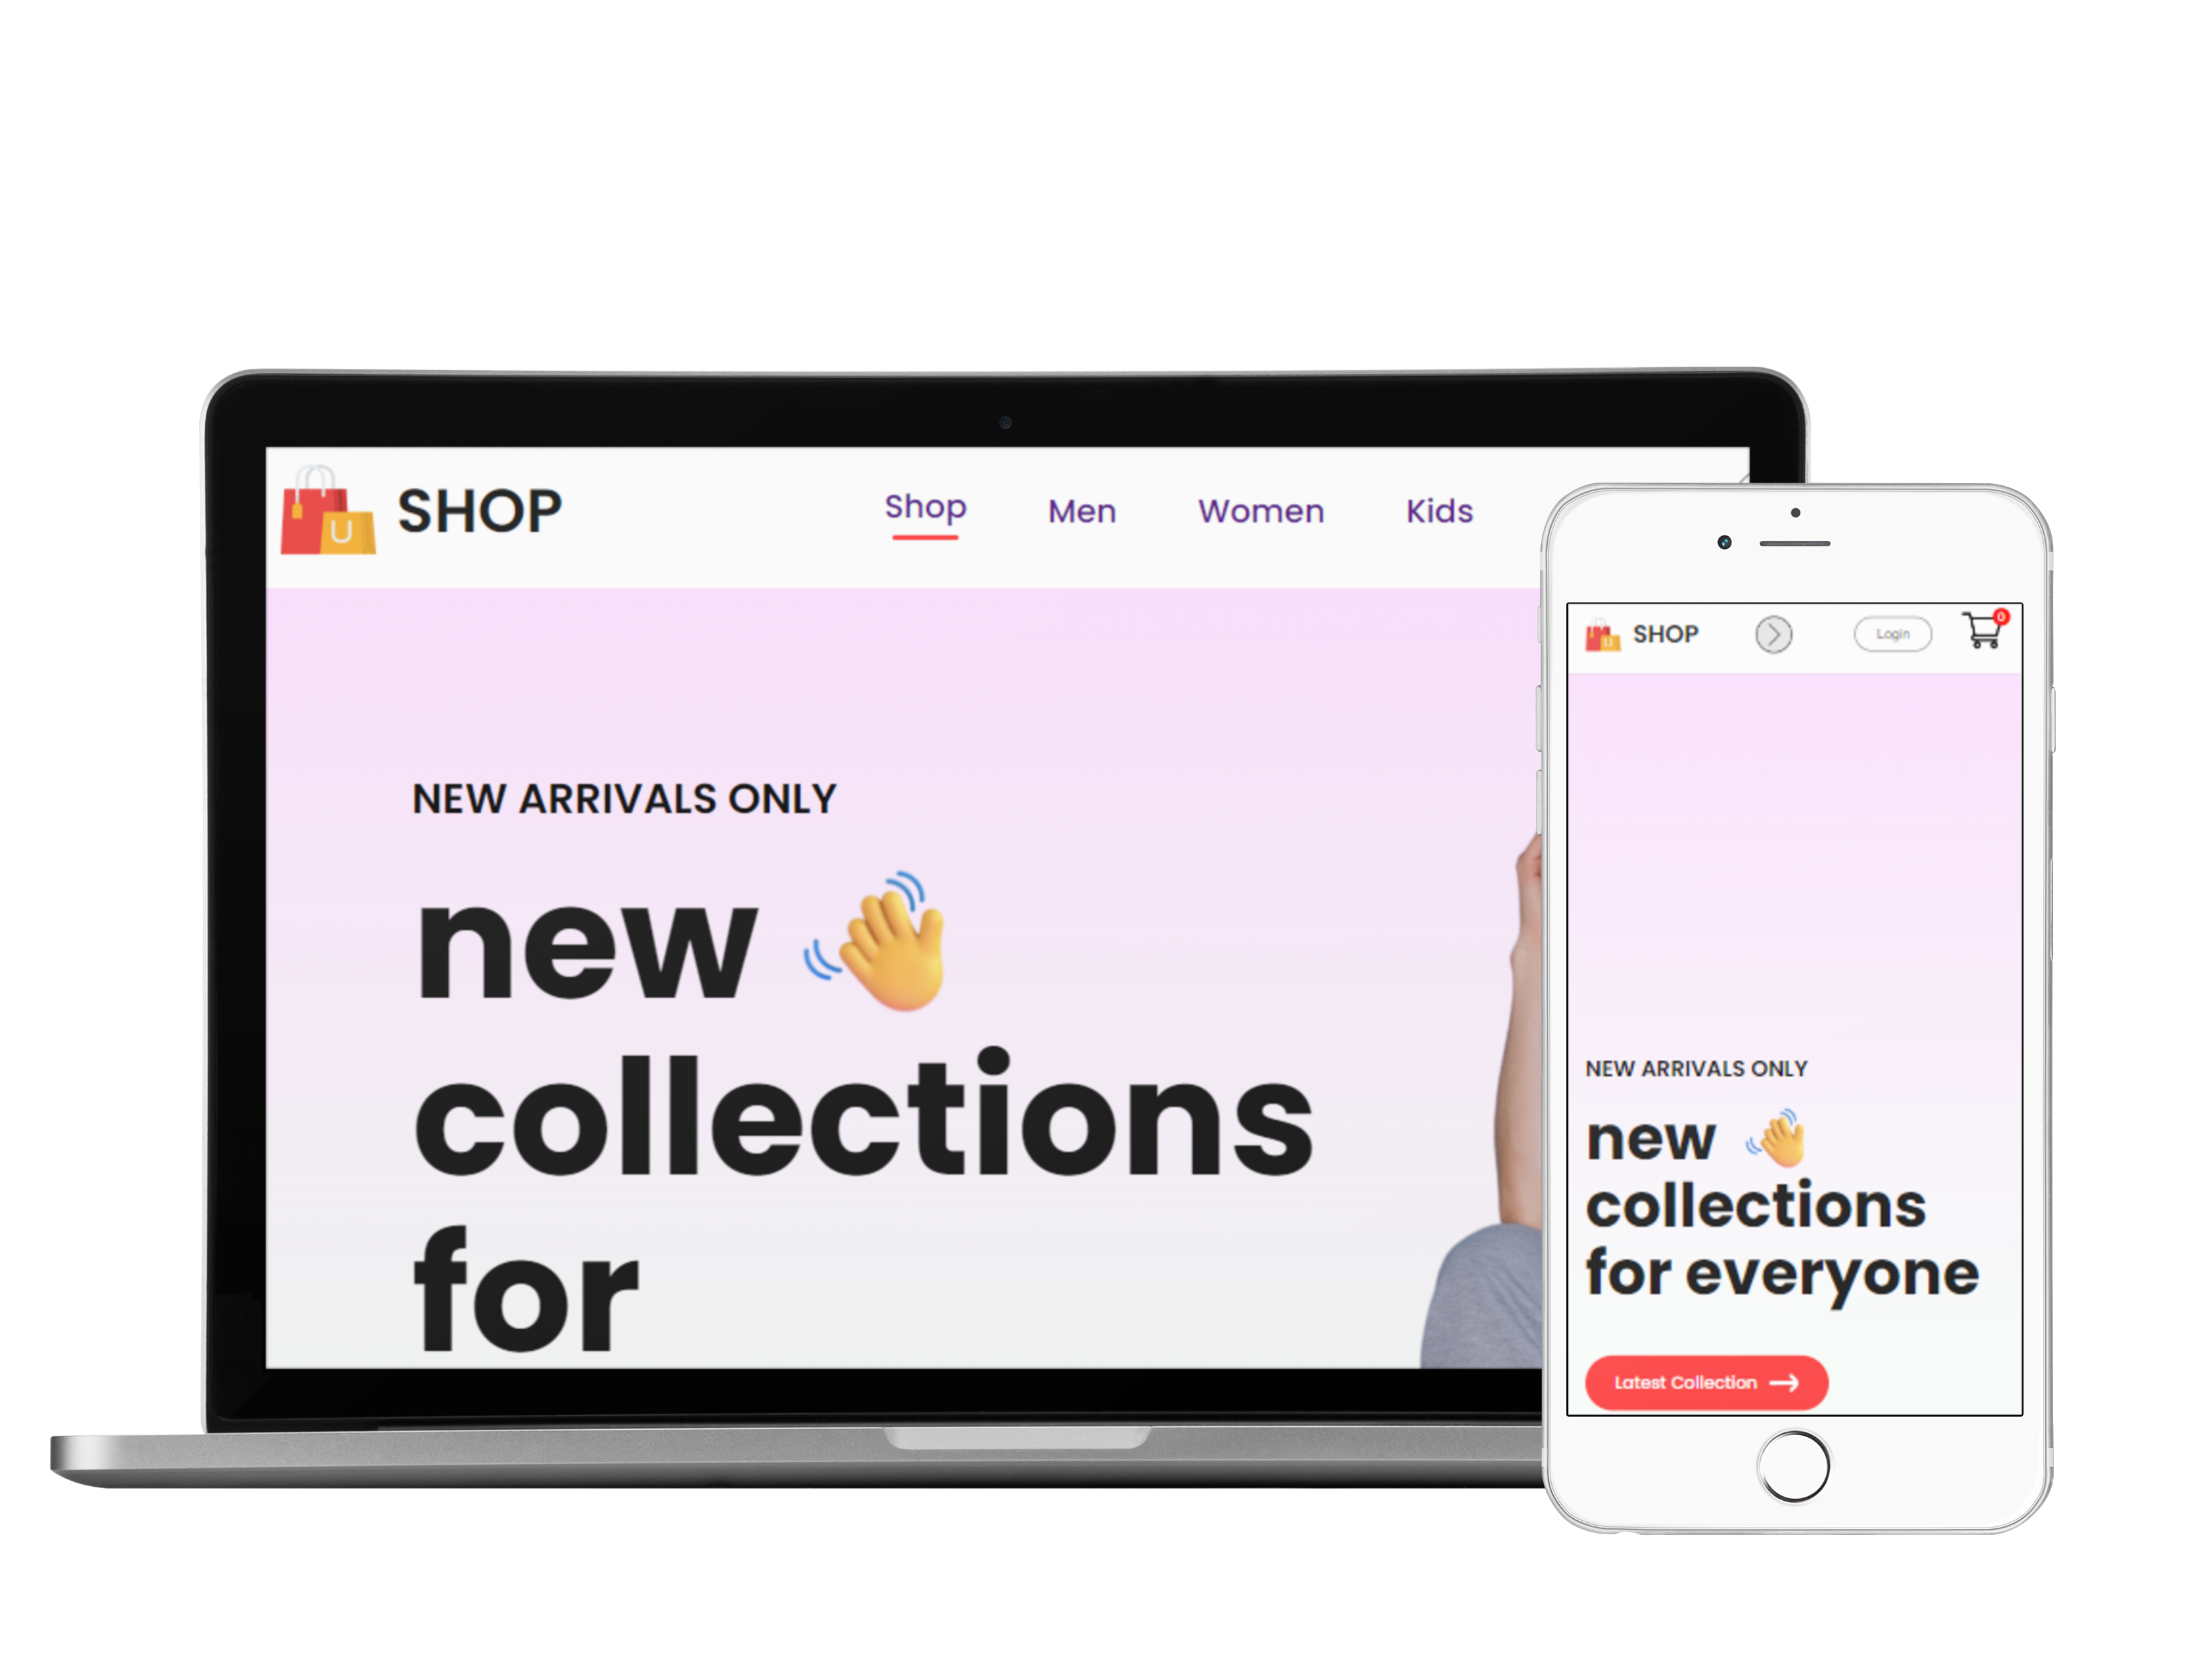 SHOP
Shop Men Women Kids
NEW ARRIVALS ONLY
new 👋
collections
for
SHOP Login 0
NEW ARRIVALS ONLY
new 👋
collections
for everyone
Latest Collection →
U